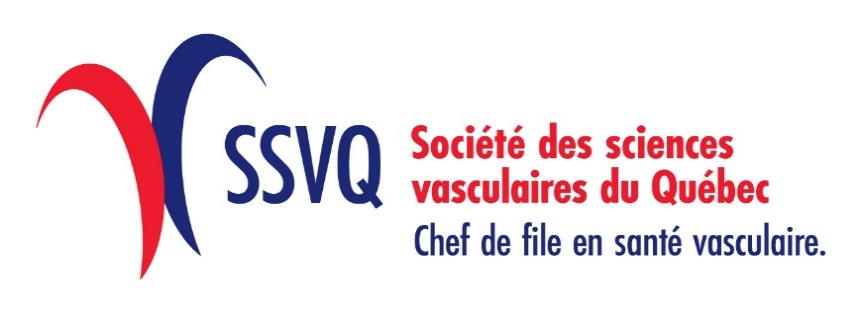 SSVQ
Société des sciences
vasculaires du Québec
Chef de file en santé vasculaire.